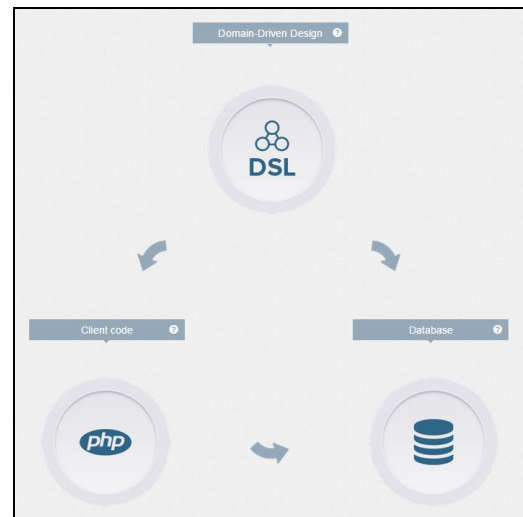 Domain-Driven Design ?
DSL
Client code ?
Database ?
php